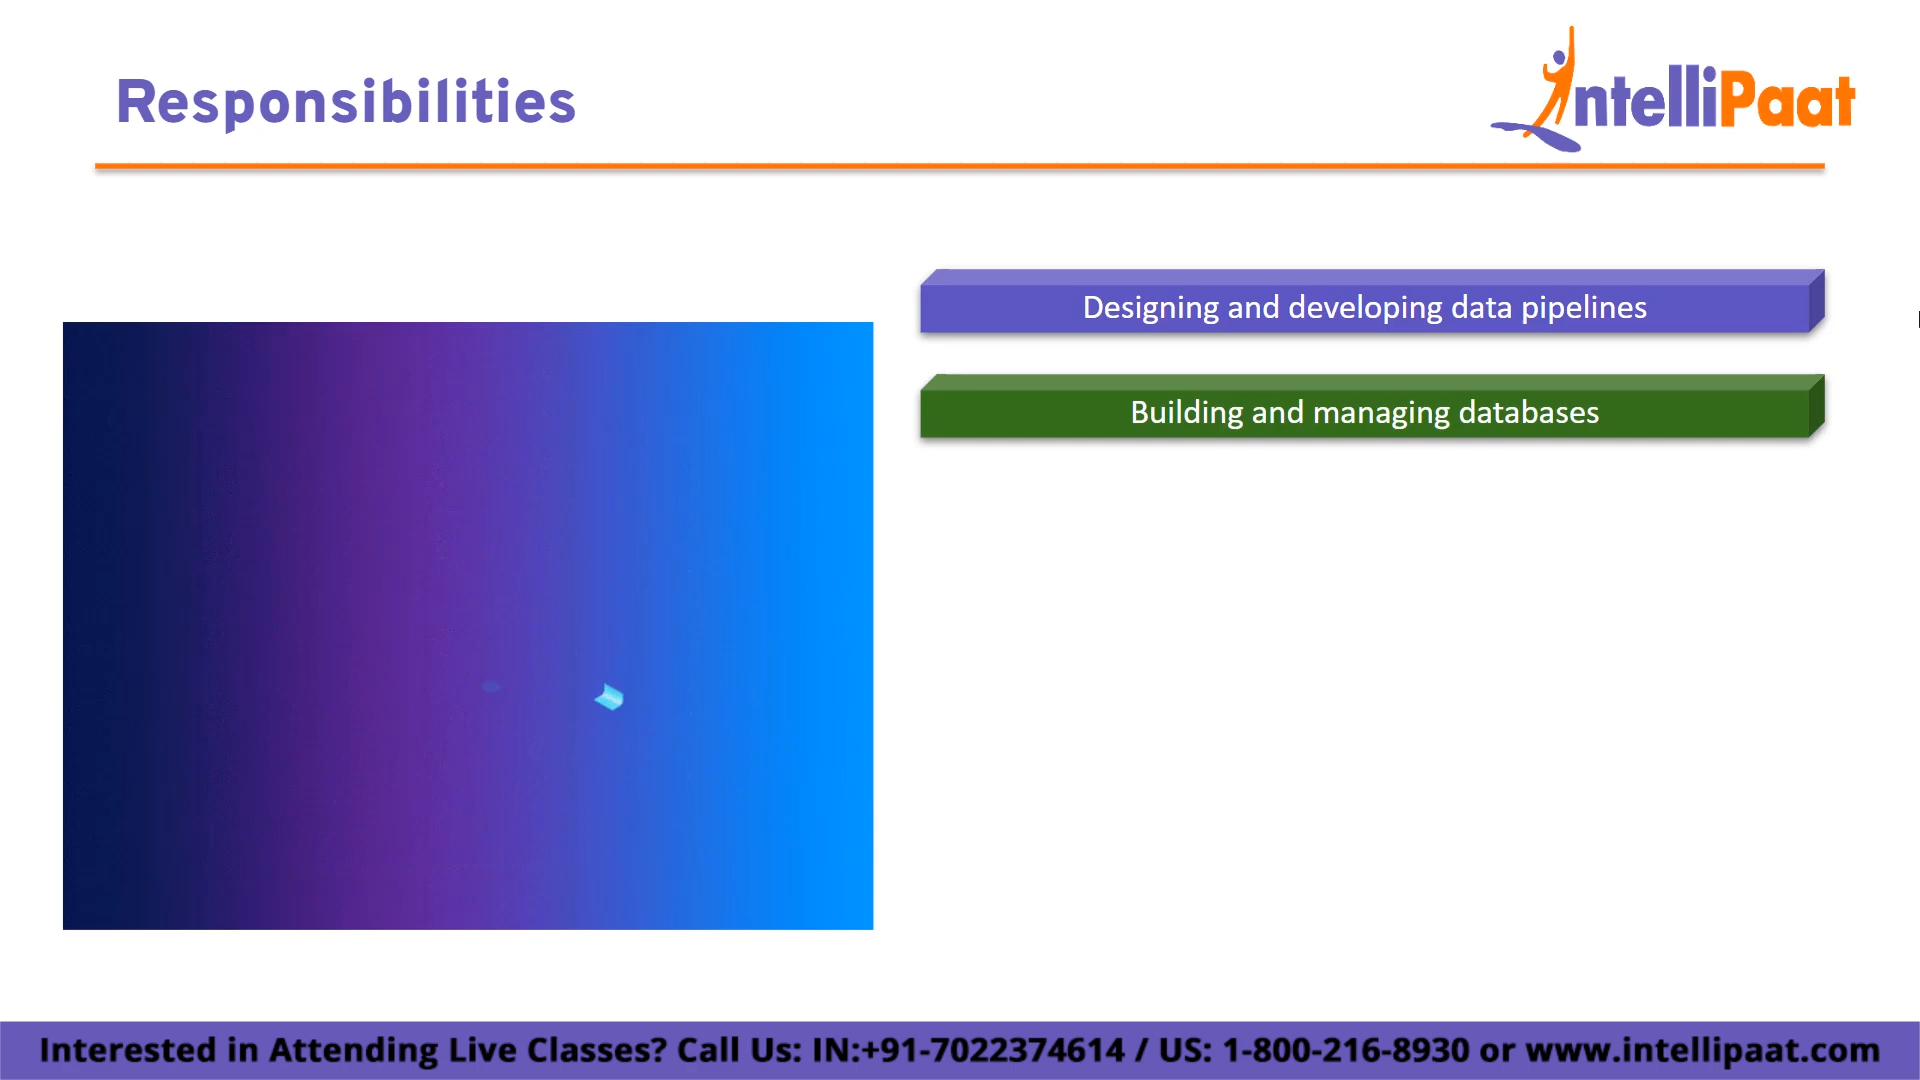 Responsibilities
IntelliPaat
Designing and developing data pipelines
Building and managing databases
Interested in Attending Live Classes? Call Us: IN:+91-7022374614 / US: 1-800-216-8930 or www.intellipaat.com